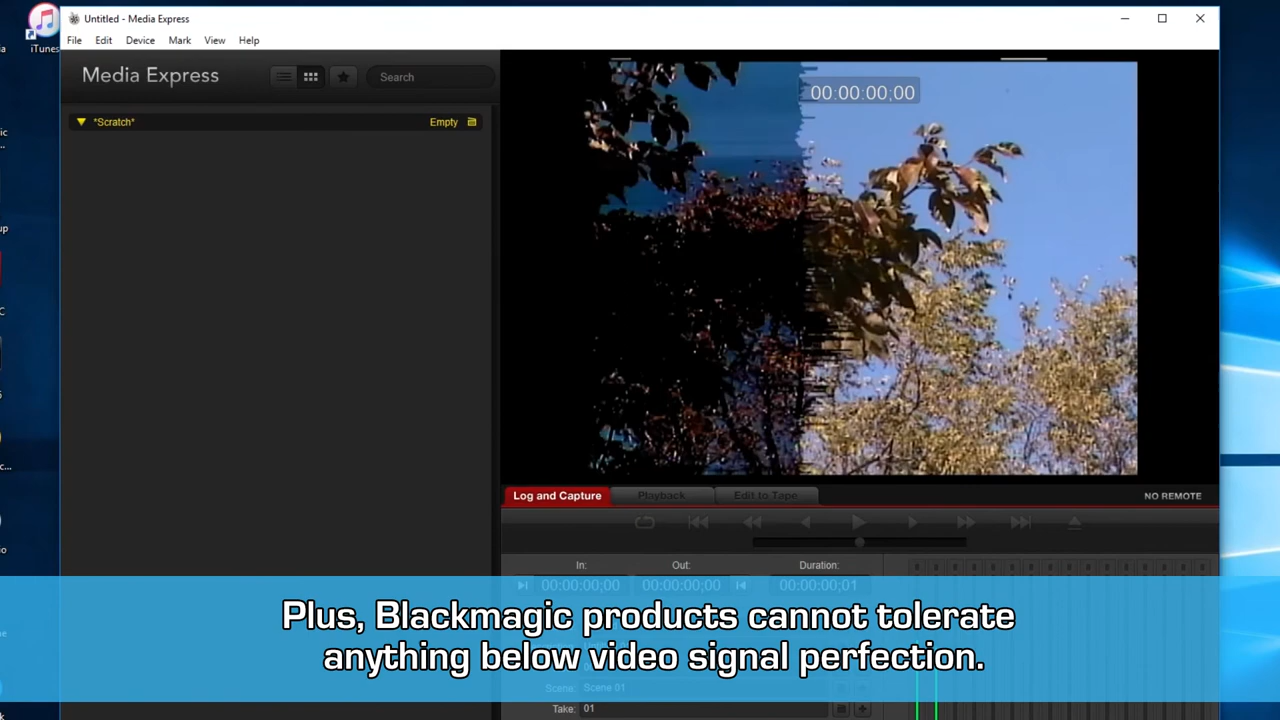 Untitled - Media Express
iTunes
File Edit Device Mark View Help
Media Express
Search
*Scratch* Empty
00:00:00;00
Log and Capture Playback Edit to Tape NO REMOTE
In: Out: Duration:
00:00:00;00 00:00:00;00 00:00:00;01
Plus, Blackmagic products cannot tolerate
anything below video signal perfection.
Scene: Scene 01
Take: 01